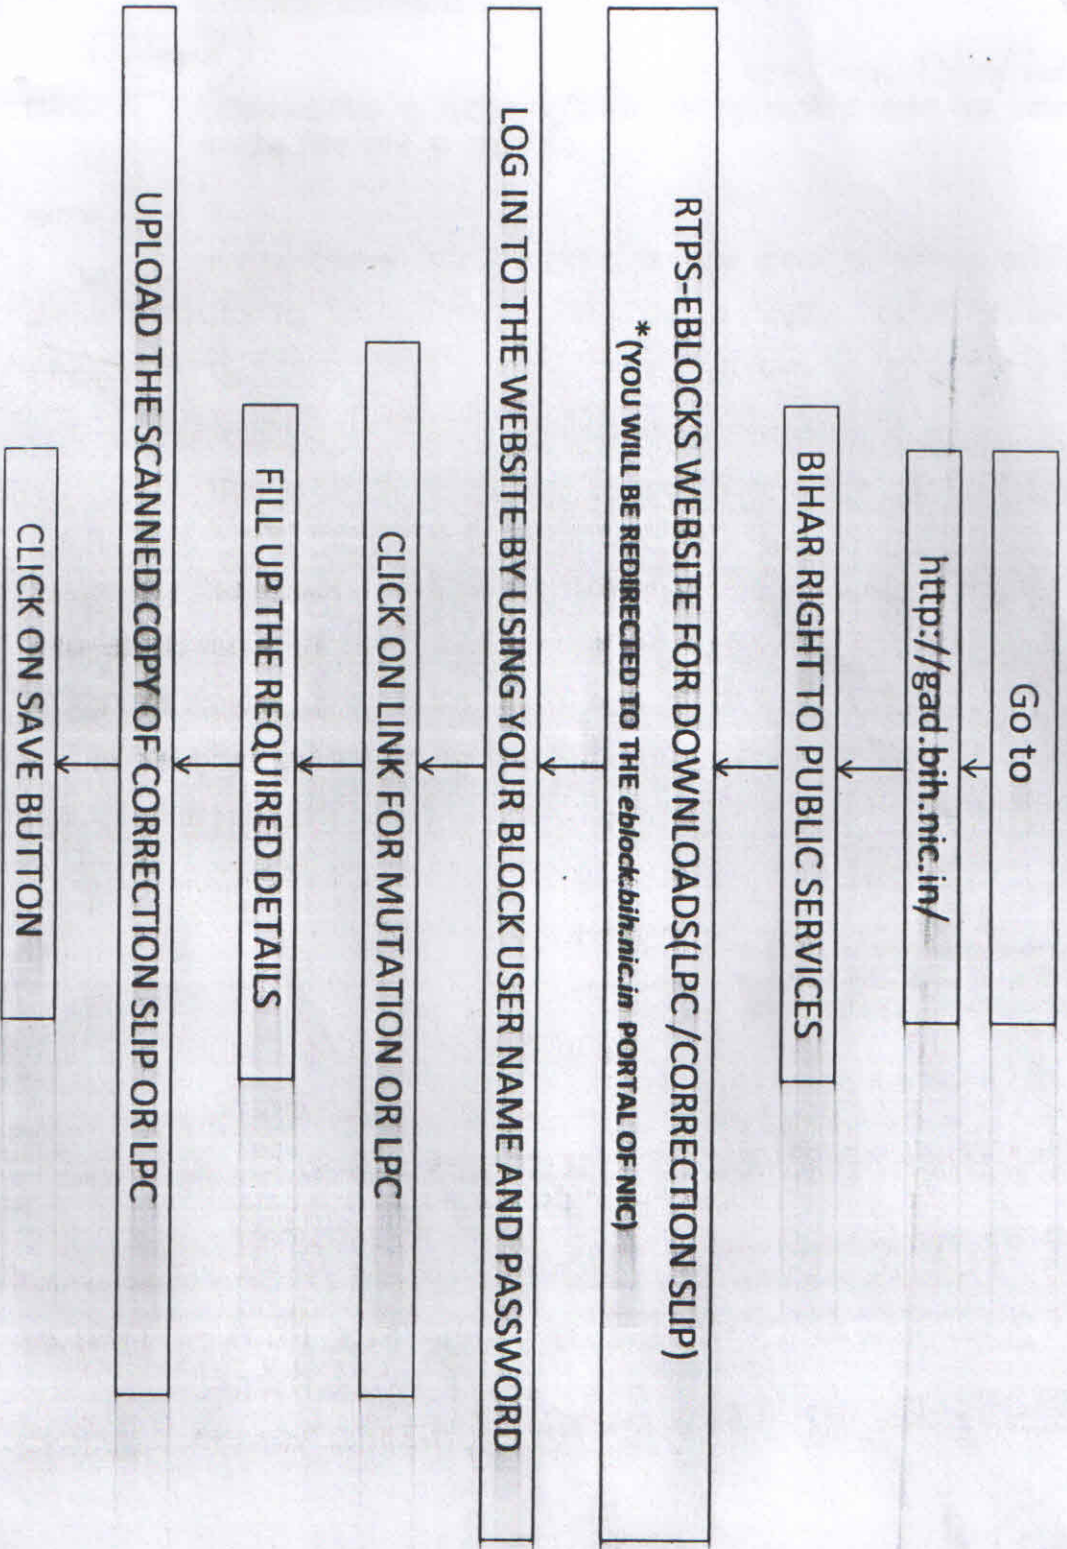 Go to
http://gad.bih.nic.in/
BIHAR RIGHT TO PUBLIC SERVICES
RTPS-EBLOCKS WEBSITE FOR DOWNLOADS(LPC /CORRECTION SLIP)
*(YOU WILL BE REDIRECTED TO THE eblock.bih.nic.in PORTAL OF NIC)
LOG IN TO THE WEBSITE BY USING YOUR BLOCK USER NAME AND PASSWORD
CLICK ON LINK FOR MUTATION OR LPC
FILL UP THE REQUIRED DETAILS
UPLOAD THE SCANNED COPY OF CORRECTION SLIP OR LPC
CLICK ON SAVE BUTTON